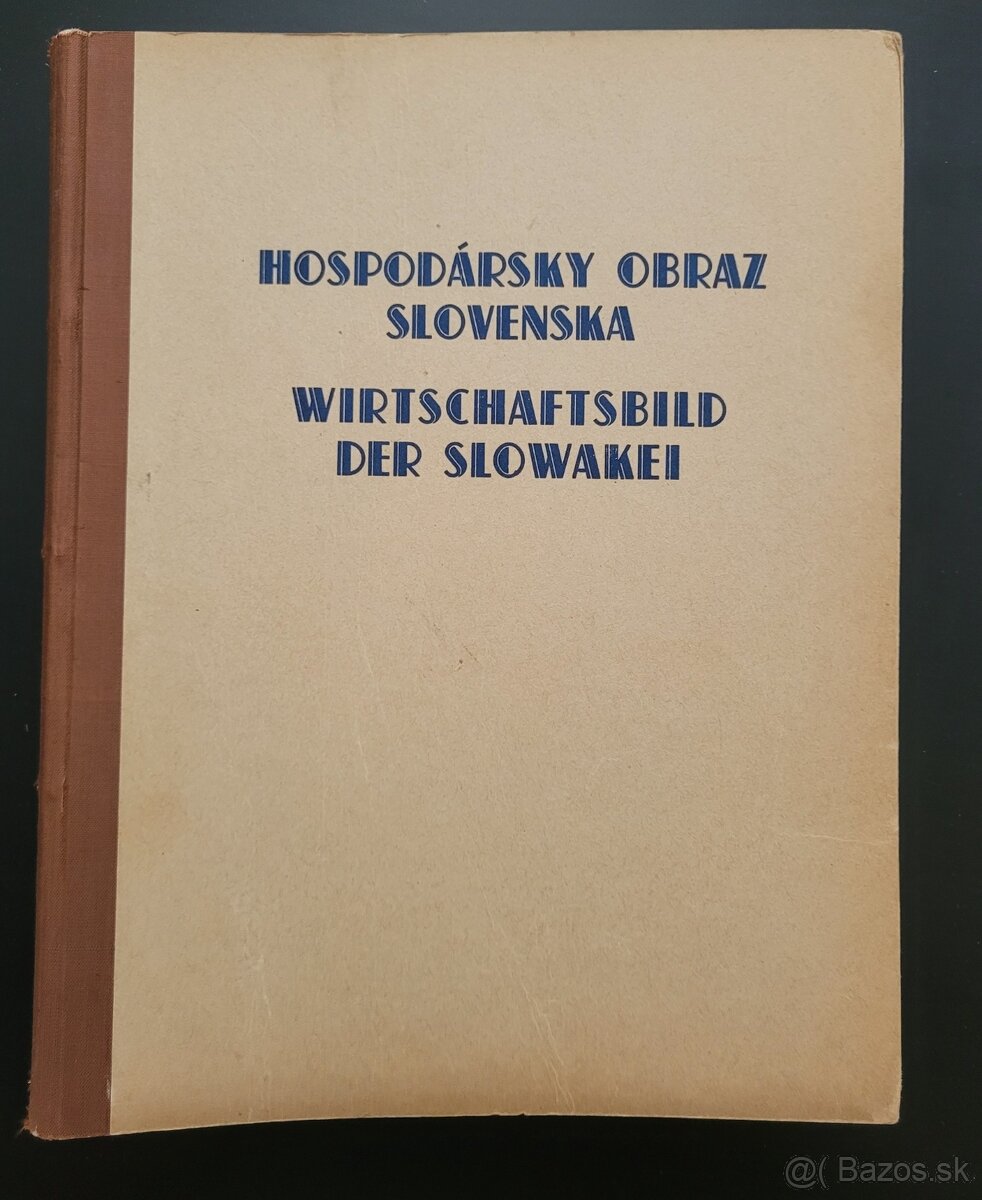 HOSPODÁRSKY OBRAZ
SLOVENSKA
WIRTSCHAFTSBILD
DER SLOWAKEI
@( Bazos.sk